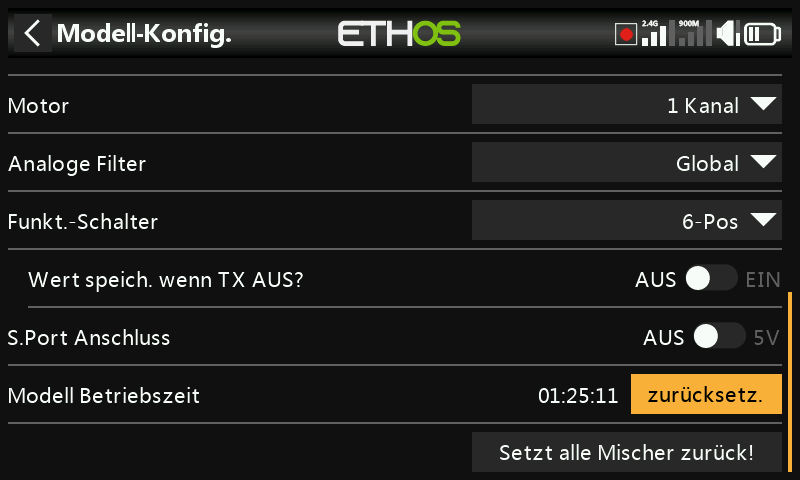 Modell-Konfig. ETHOS 2.4G 900M
Motor 1 Kanal
Analoge Filter Global
Funkt.-Schalter 6-Pos
Wert speich. wenn TX AUS? AUS EIN
S.Port Anschluss AUS 5V
Modell Betriebszeit 01:25:11 zurücksetz.
Setzt alle Mischer zurück!